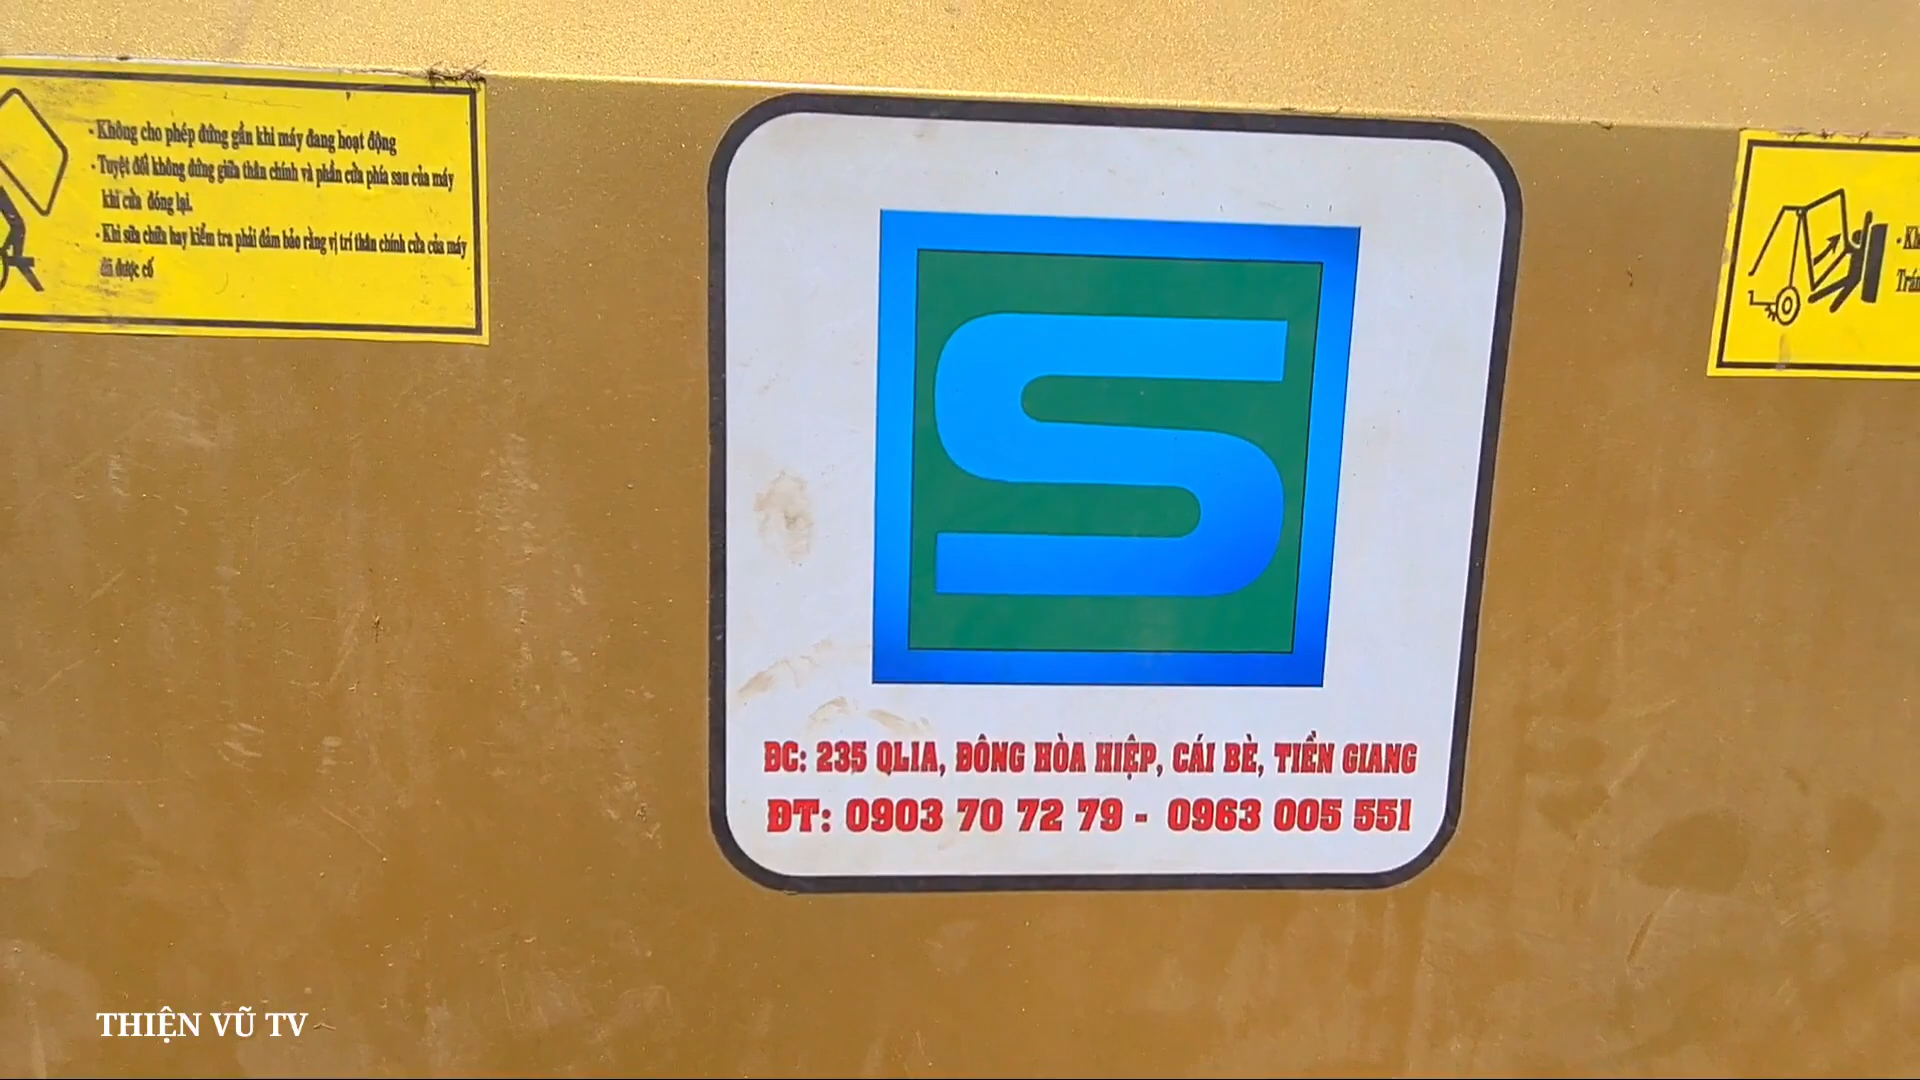 - Không cho phép đứng gần khi máy đang hoạt động
- Tuyệt đối không đứng giữa thân chính và phần cửa phía sau của máy
khi cửa đóng lại.
- Khi sữa chữa hay kiểm tra phải đảm bảo rằng vị trí thân chính cửa của máy
đã được cố
S
ĐC: 235 QLIA, ĐÔNG HÒA HIỆP, CÁI BÈ, TIỀN GIANG
ĐT: 0903 70 72 79 - 0963 005 551
THIỆN VŨ TV